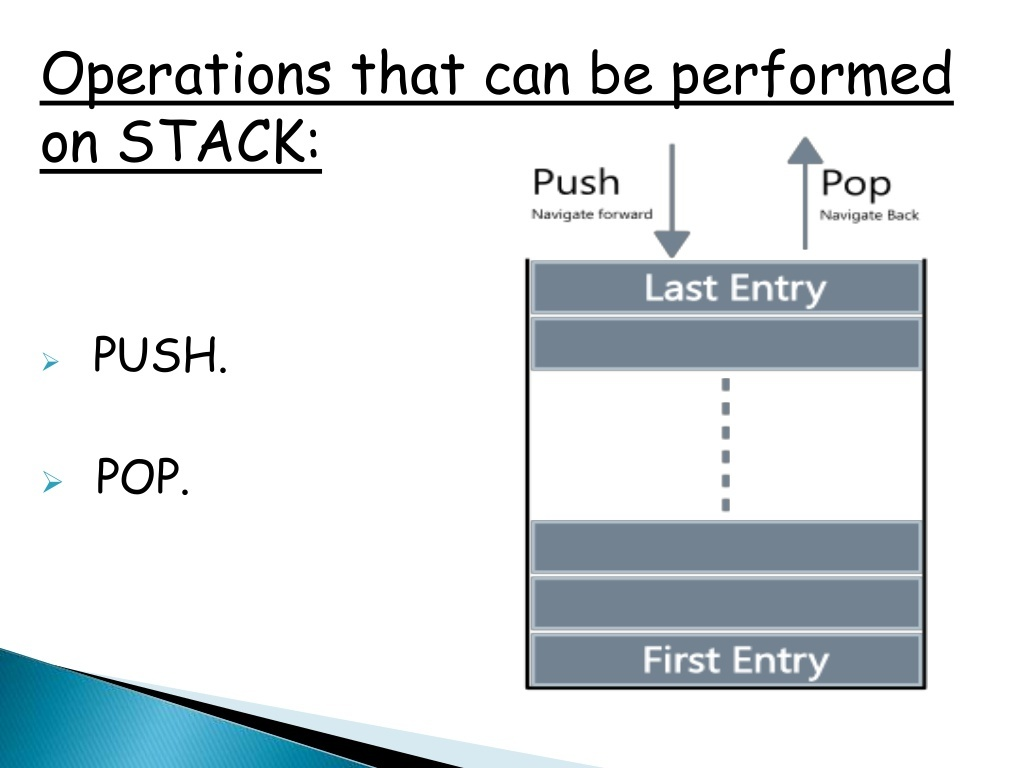 Operations that can be performed
on STACK:
PUSH.
POP.
Push
Navigate forward
Pop
Navigate Back
Last Entry
First Entry